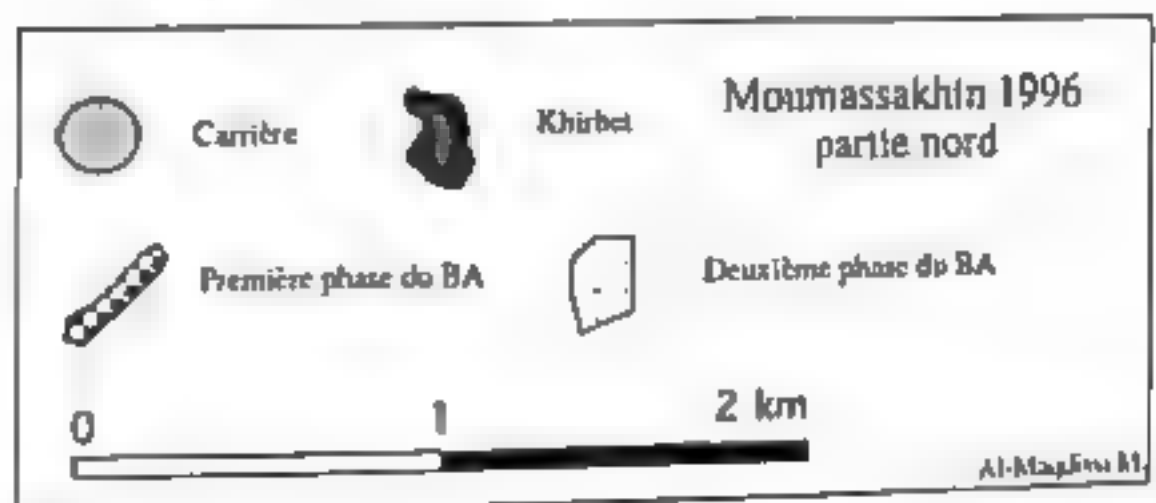 Moumassakhin 1996
partie nord
Carrière
Khirbet
Première phase du BA
Deuxième phase du BA
0 1 2 km
M.